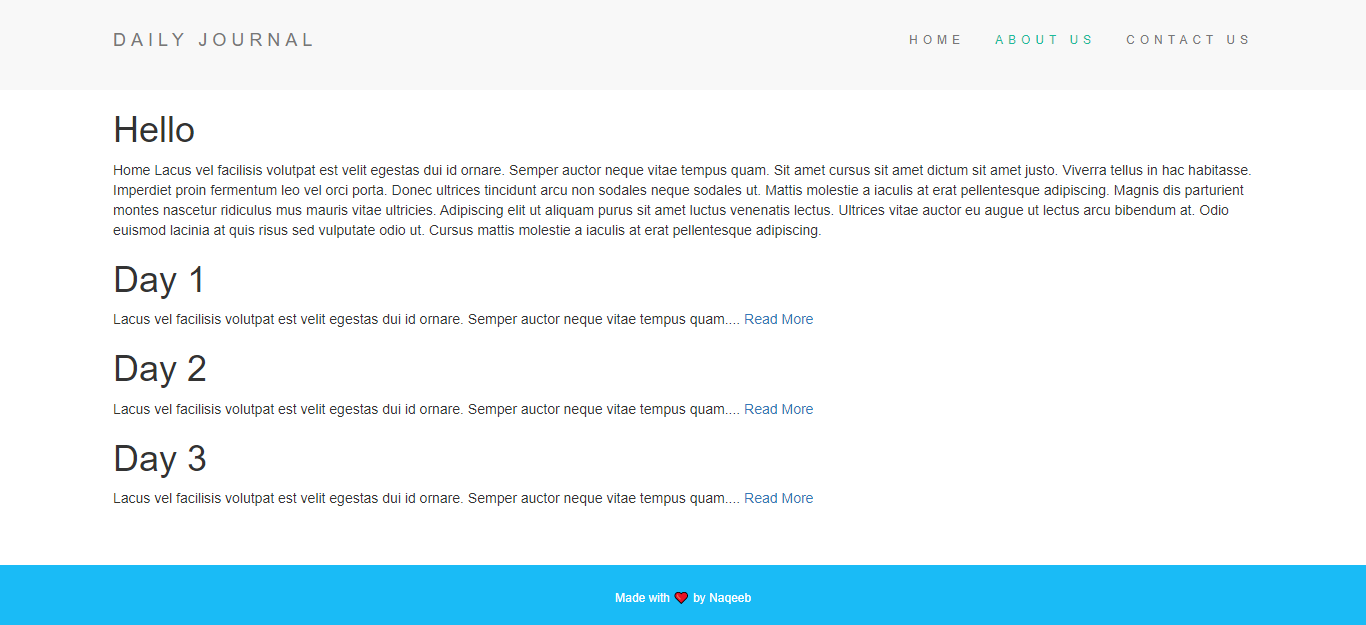 DAILY JOURNAL
HOME ABOUT US CONTACT US
Hello
Home Lacus vel facilisis volutpat est velit egestas dui id ornare. Semper auctor neque vitae tempus quam. Sit amet cursus sit amet dictum sit amet justo. Viverra tellus in hac habitasse.
Imperdiet proin fermentum leo vel orci porta. Donec ultrices tincidunt arcu non sodales neque sodales ut. Mattis molestie a iaculis at erat pellentesque adipiscing. Magnis dis parturient
montes nascetur ridiculus mus mauris vitae ultricies. Adipiscing elit ut aliquam purus sit amet luctus venenatis lectus. Ultrices vitae auctor eu augue ut lectus arcu bibendum at. Odio
euismod lacinia at quis risus sed vulputate odio ut. Cursus mattis molestie a iaculis at erat pellentesque adipiscing.
Day 1
Lacus vel facilisis volutpat est velit egestas dui id ornare. Semper auctor neque vitae tempus quam.... Read More
Day 2
Lacus vel facilisis volutpat est velit egestas dui id ornare. Semper auctor neque vitae tempus quam.... Read More
Day 3
Lacus vel facilisis volutpat est velit egestas dui id ornare. Semper auctor neque vitae tempus quam.... Read More
Made with ❤ by Naqeeb